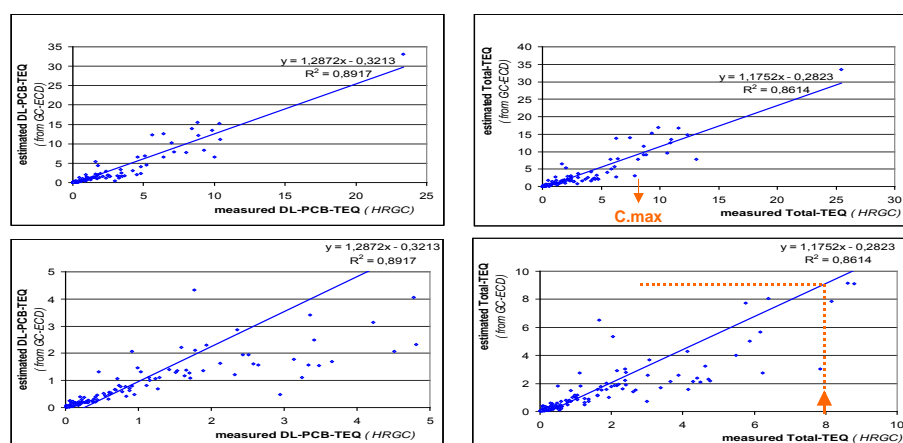 estimated DL-PCB-TEQ
(from GC-ECD)
35
30
25
20
15
10
5
0
y = 1,2872x - 0,3213
R² = 0,8917
0 5 10 15 20 25
measured DL-PCB-TEQ ( HRGC)
estimated Total-TEQ
(from GC-ECD)
40
35
30
25
20
15
10
5
0
y = 1,1752x - 0,2823
R² = 0,8614
0 5 10 15 20 25 30
C.max
measured Total-TEQ ( HRGC)
estimated DL-PCB-TEQ
(from GC-ECD)
y = 1,2872x - 0,3213
R² = 0,8917
5
4
3
2
1
0
0 1 2 3 4 5
measured DL-PCB-TEQ ( HRGC)
estimated Total-TEQ
(from GC-ECD)
y = 1,1752x - 0,2823
R² = 0,8614
10
8
6
4
2
0
0 2 4 6 8 10
measured Total-TEQ ( HRGC)